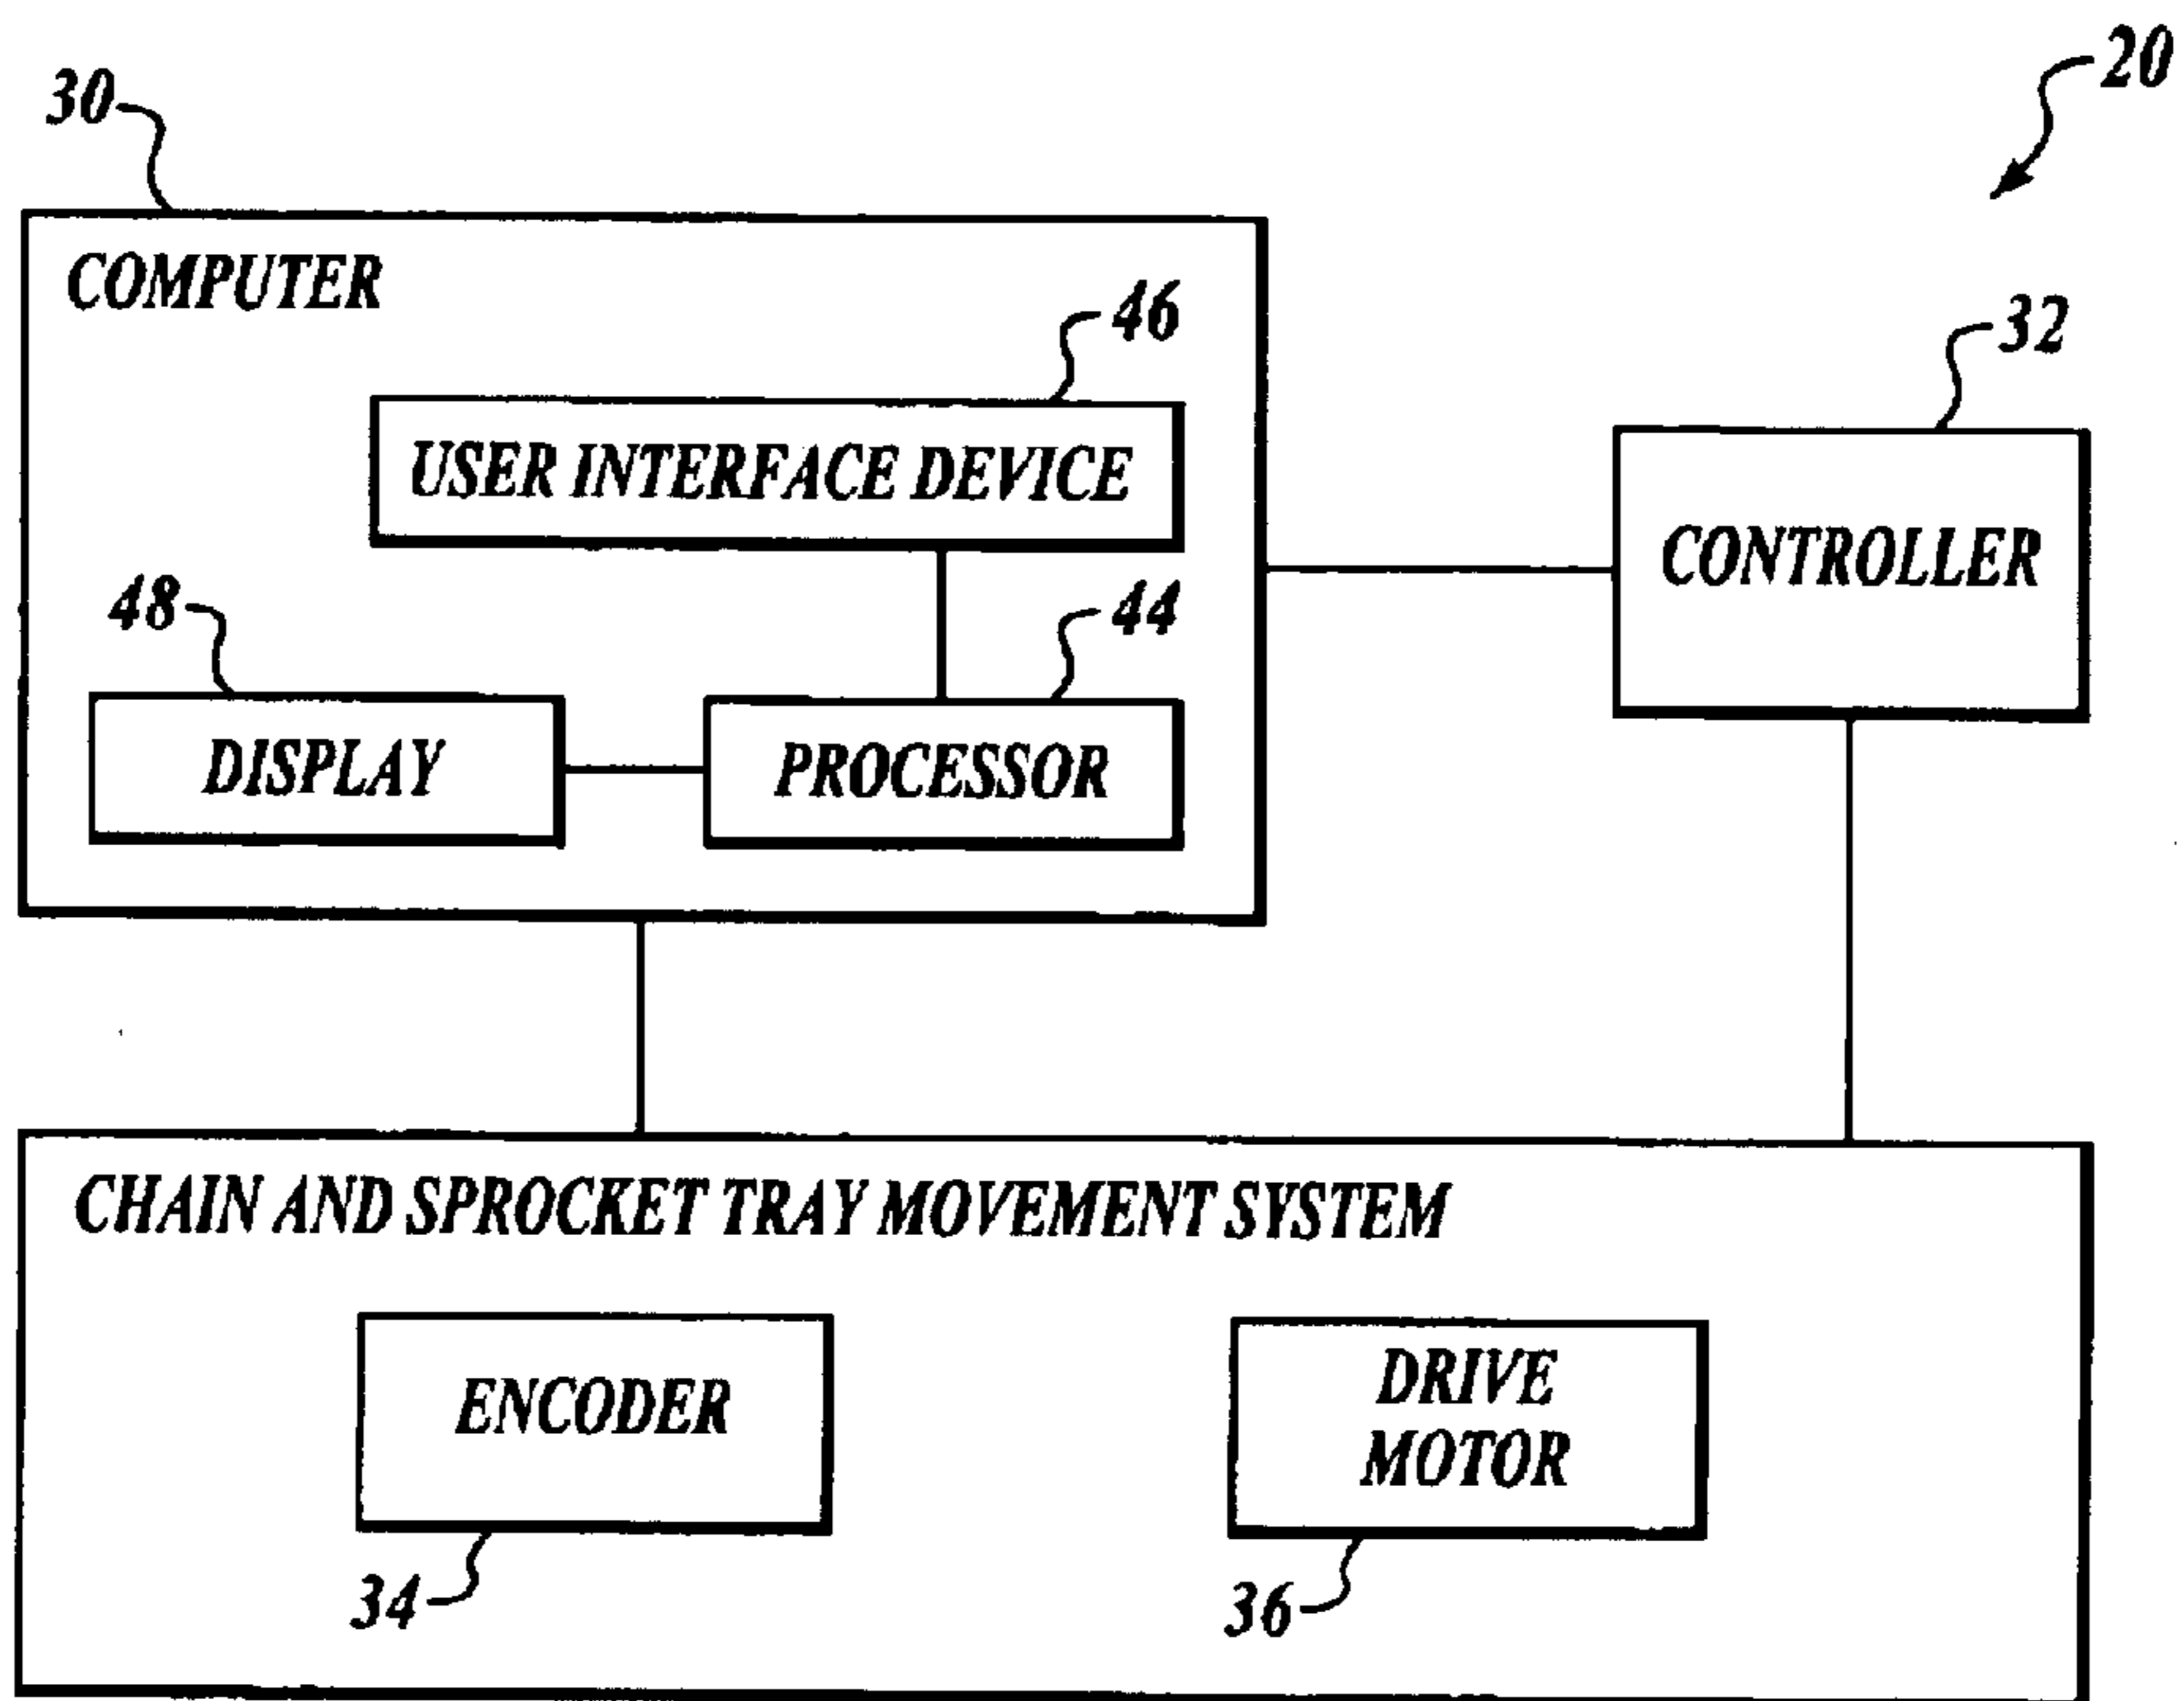 20
30
COMPUTER
46
32
USER INTERFACE DEVICE
CONTROLLER
48
44
DISPLAY
PROCESSOR
CHAIN AND SPROCKET TRAY MOVEMENT SYSTEM
ENCODER
DRIVE
MOTOR
34
36